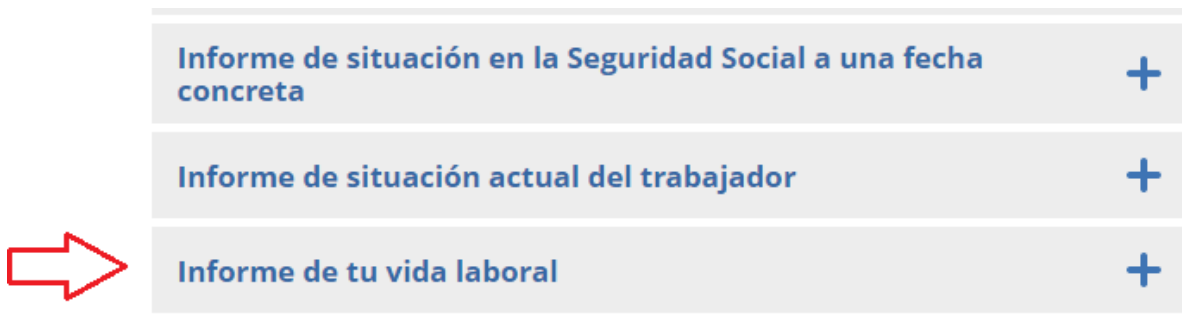 Informe de situación en la Seguridad Social a una fecha
concreta
Informe de situación actual del trabajador
Informe de tu vida laboral